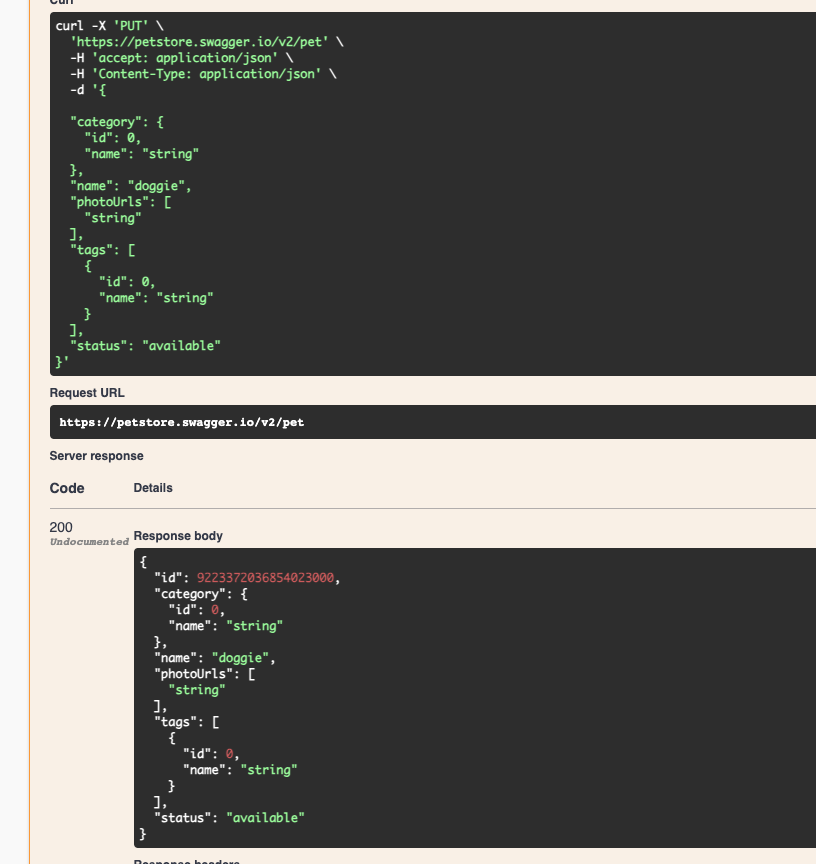 Curl
curl -X 'PUT' \
  'https://petstore.swagger.io/v2/pet' \
  -H 'accept: application/json' \
  -H 'Content-Type: application/json' \
  -d '{
  "category": {
    "id": 0,
    "name": "string"
  },
  "name": "doggie",
  "photoUrls": [
    "string"
  ],
  "tags": [
    {
      "id": 0,
      "name": "string"
    }
  ],
  "status": "available"
}'
Request URL
https://petstore.swagger.io/v2/pet
Server response
Code Details
200
Undocumented
Response body
{
  "id": 9223372036854023000,
  "category": {
    "id": 0,
    "name": "string"
  },
  "name": "doggie",
  "photoUrls": [
    "string"
  ],
  "tags": [
    {
      "id": 0,
      "name": "string"
    }
  ],
  "status": "available"
}
Response headers